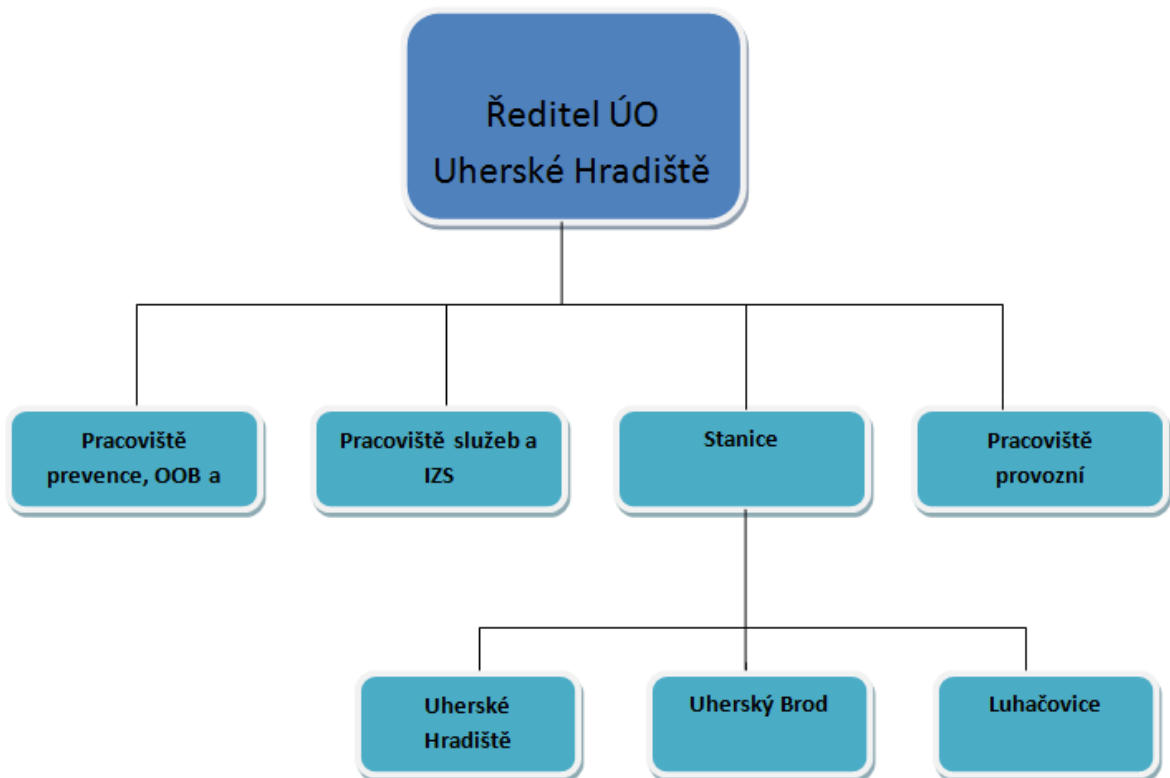 Ředitel ÚO
Uherské Hradiště
Pracoviště
prevence, OOB a
Pracoviště služeb a
IZS
Stanice
Pracoviště
provozní
Uherské
Hradiště
Uherský Brod
Luhačovice